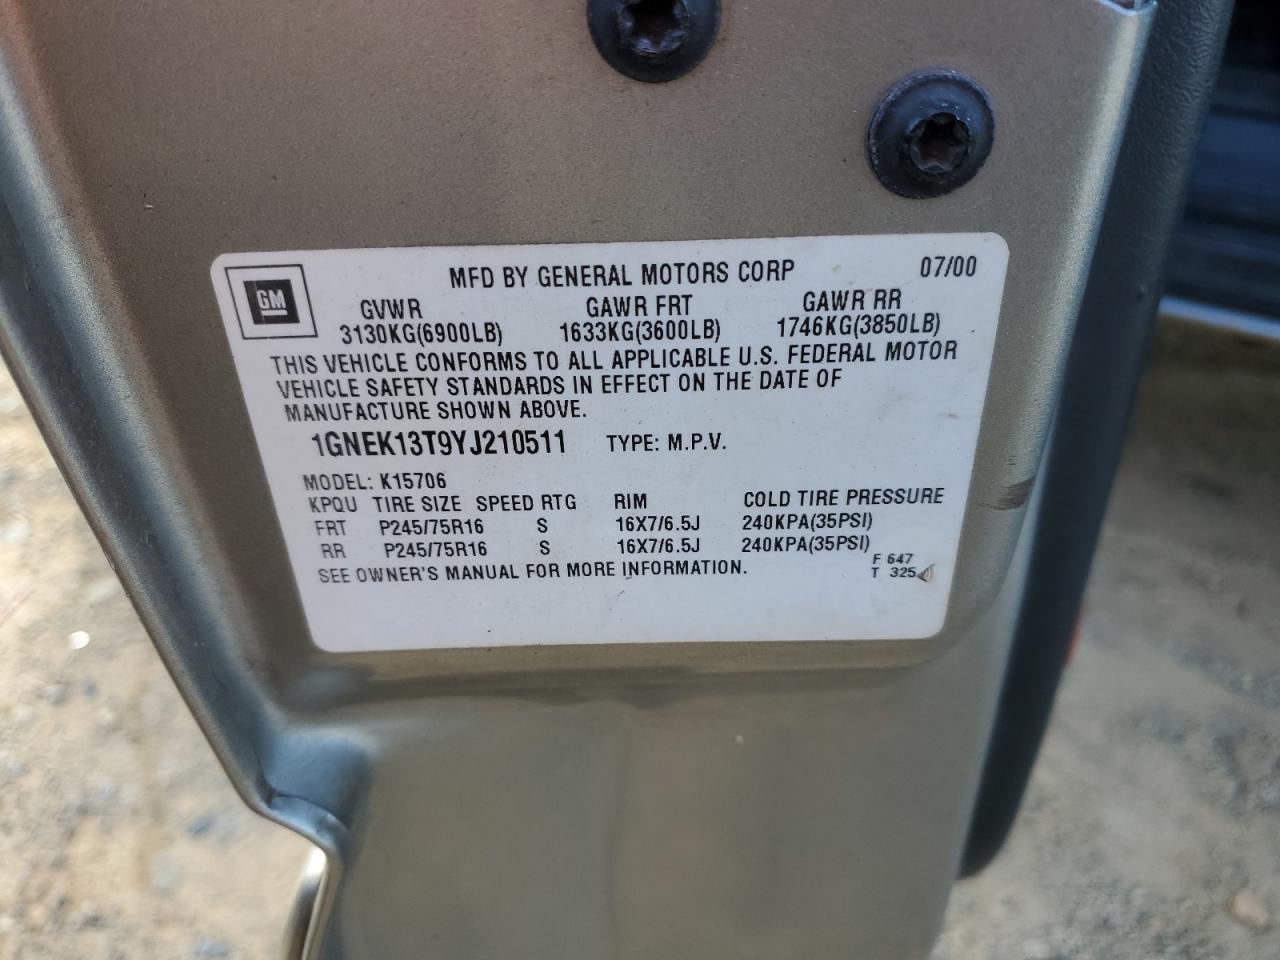 MFD BY GENERAL MOTORS CORP 07/00
GM
GVWR GAWR FRT GAWR RR
3130KG(6900LB) 1633KG(3600LB) 1746KG(3850LB)
THIS VEHICLE CONFORMS TO ALL APPLICABLE U.S. FEDERAL MOTOR
VEHICLE SAFETY STANDARDS IN EFFECT ON THE DATE OF
MANUFACTURE SHOWN ABOVE.
1GNEK13T9YJ210511 TYPE: M.P.V.
MODEL: K15706
KPQU TIRE SIZE SPEED RTG RIM COLD TIRE PRESSURE
FRT P245/75R16 S 16X7/6.5J 240KPA(35PSI)
RR P245/75R16 S 16X7/6.5J 240KPA(35PSI)
SEE OWNER'S MANUAL FOR MORE INFORMATION.
F 647
T 325